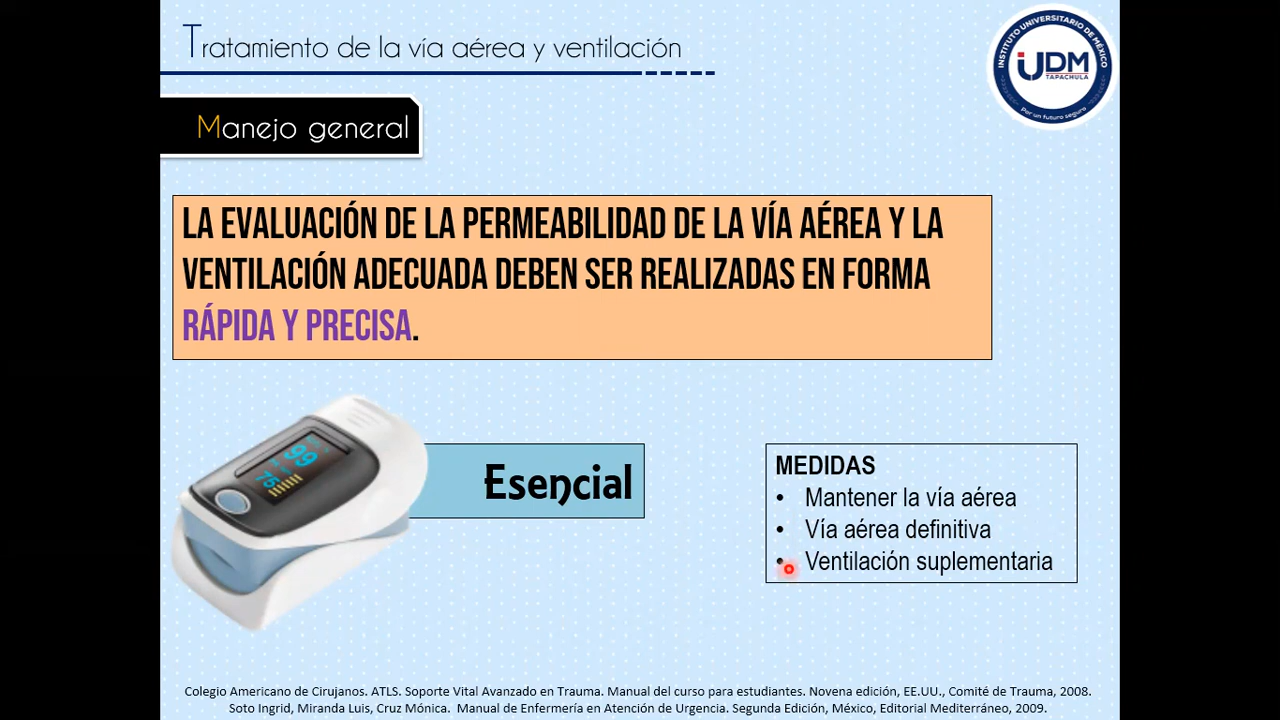 Tratamiento de la vía aérea y ventilación
INSTITUTO UNIVERSITARIO DE MÉXICO
UDM
TAPACHULA
Por un futuro seguro
Manejo general
LA EVALUACIÓN DE LA PERMEABILIDAD DE LA VÍA AÉREA Y LA
VENTILACIÓN ADECUADA DEBEN SER REALIZADAS EN FORMA
RÁPIDA Y PRECISA.
99
75
Esencial
MEDIDAS
• Mantener la vía aérea
• Vía aérea definitiva
• Ventilación suplementaria
Colegio Americano de Cirujanos. ATLS. Soporte Vital Avanzado en Trauma. Manual del curso para estudiantes. Novena edición, EE.UU., Comité de Trauma, 2008.
Soto Ingrid, Miranda Luis, Cruz Mónica. Manual de Enfermería en Atención de Urgencia. Segunda Edición, México, Editorial Mediterráneo, 2009.